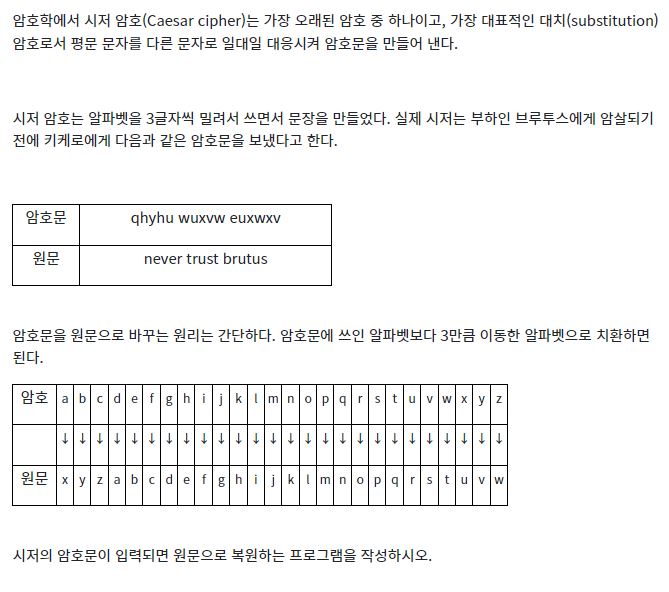 암호학에서 시저 암호(Caesar cipher)는 가장 오래된 암호 중 하나이고, 가장 대표적인 대치(substitution)
암호로서 평문 문자를 다른 문자로 일대일 대응시켜 암호문을 만들어 낸다.
시저 암호는 알파벳을 3글자씩 밀려서 쓰면서 문장을 만들었다. 실제 시저는 부하인 브루투스에게 암살되기
전에 키케로에게 다음과 같은 암호문을 보냈다고 한다.
암호문 qhyhu wuxvw euxwxv
원문 never trust brutus
암호문을 원문으로 바꾸는 원리는 간단하다. 암호문에 쓰인 알파벳보다 3만큼 이동한 알파벳으로 치환하면
된다.
암호 a b c d e f g h i j k l m n o p q r s t u v w x y z
↓ ↓ ↓ ↓ ↓ ↓ ↓ ↓ ↓ ↓ ↓ ↓ ↓ ↓ ↓ ↓ ↓ ↓ ↓ ↓ ↓ ↓ ↓ ↓ ↓ ↓
원문 x y z a b c d e f g h i j k l m n o p q r s t u v w
시저의 암호문이 입력되면 원문으로 복원하는 프로그램을 작성하시오.